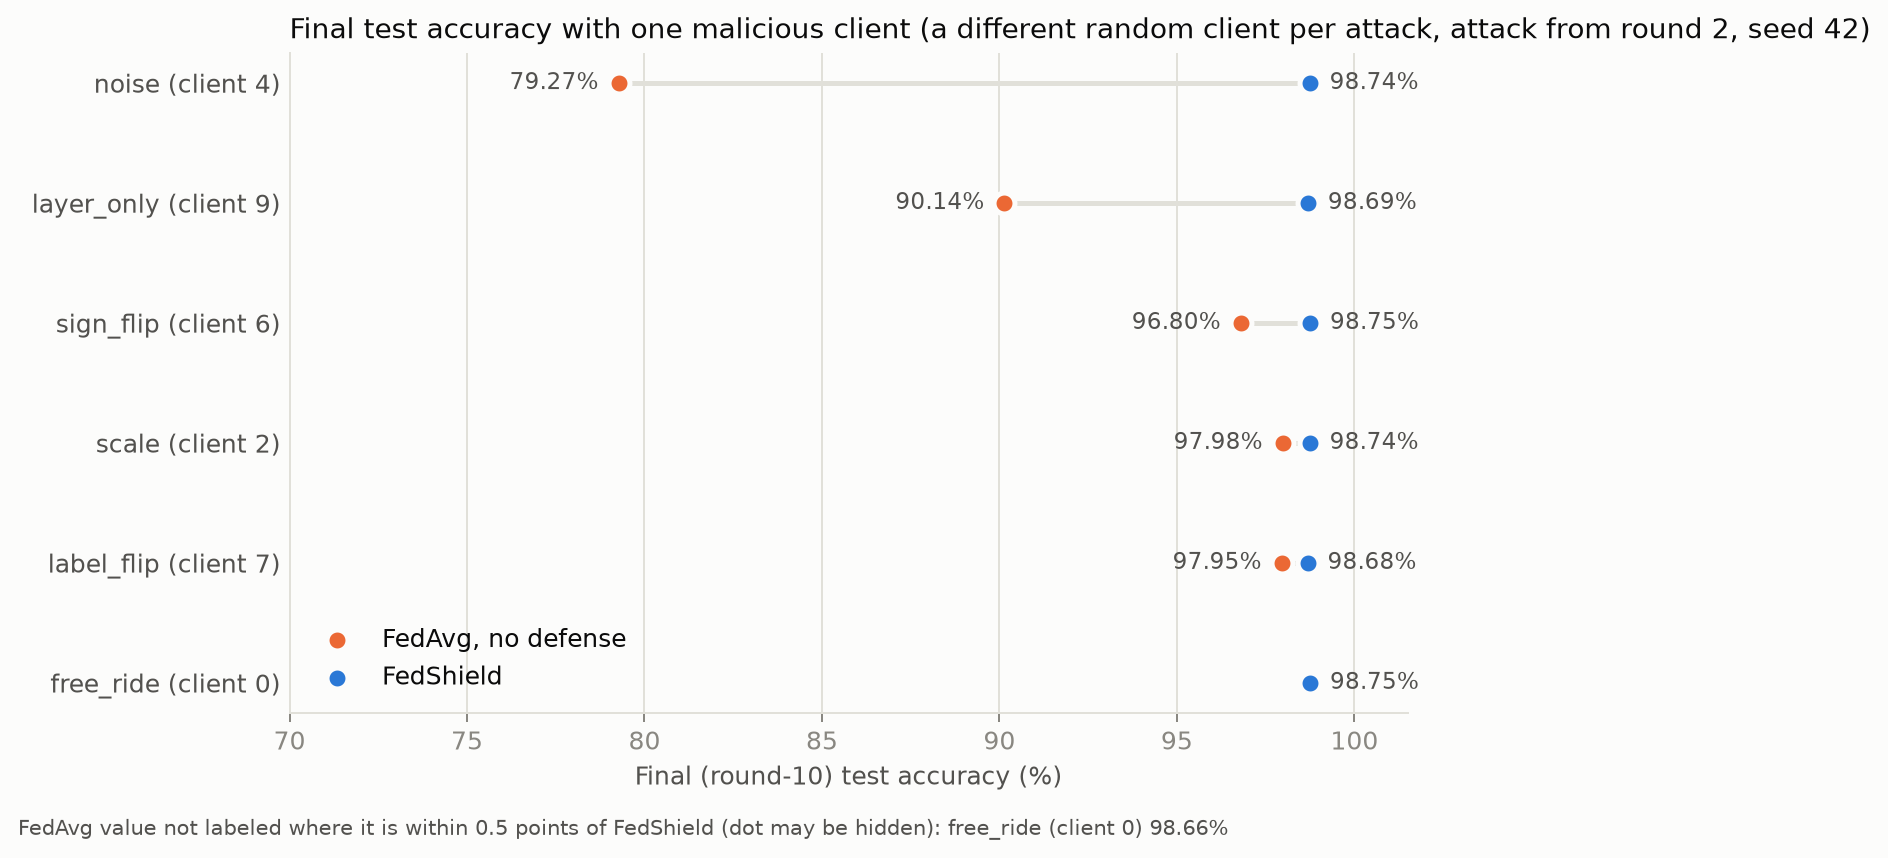 Final test accuracy with one malicious client (a different random client per attack, attack from round 2, seed 42)
noise (client 4) 79.27% 98.74%
layer_only (client 9) 90.14% 98.69%
sign_flip (client 6) 96.80% 98.75%
scale (client 2) 97.98% 98.74%
label_flip (client 7) 97.95% 98.68%
FedAvg, no defense
FedShield
free_ride (client 0) 98.75%
70 75 80 85 90 95 100
Final (round-10) test accuracy (%)
FedAvg value not labeled where it is within 0.5 points of FedShield (dot may be hidden): free_ride (client 0) 98.66%